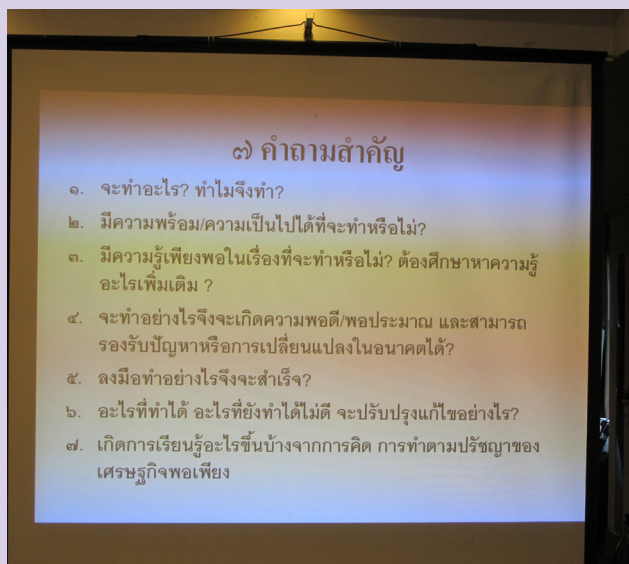 ๗ คำถามสำคัญ
๑. จะทำอะไร? ทำไมจึงทำ?
๒. มีความพร้อม/ความเป็นไปได้ที่จะทำหรือไม่?
๓. มีความรู้เพียงพอในเรื่องที่จะทำหรือไม่? ต้องศึกษาหาความรู้
อะไรเพิ่มเติม ?
๔. จะทำอย่างไรจึงจะเกิดความพอดี/พอประมาณ และสามารถ
รองรับปัญหาหรือการเปลี่ยนแปลงในอนาคตได้?
๕. ลงมือทำอย่างไรจึงจะสำเร็จ?
๖. อะไรที่ทำได้ อะไรที่ยังทำได้ไม่ดี จะปรับปรุงแก้ไขอย่างไร?
๗. เกิดการเรียนรู้อะไรขึ้นบ้างจากการคิด การทำตามปรัชญาของ
เศรษฐกิจพอเพียง